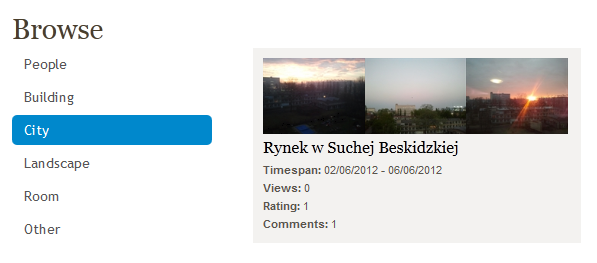 Browse
People
Building
City
Landscape
Room
Other
Rynek w Suchej Beskidzkiej
Timespan: 02/06/2012 - 06/06/2012
Views: 0
Rating: 1
Comments: 1